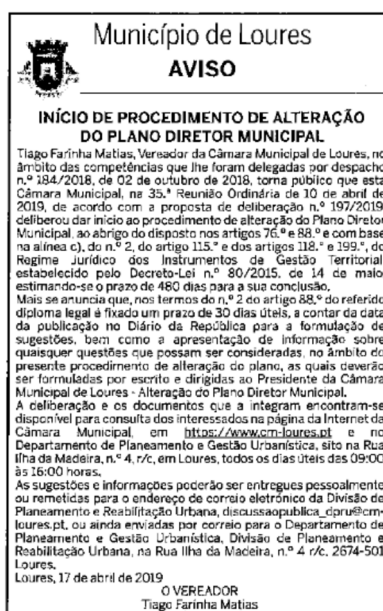 Município de Loures
AVISO
INÍCIO DE PROCEDIMENTO DE ALTERAÇÃO
DO PLANO DIRETOR MUNICIPAL
Tiago Farinha Matias, Vereador da Câmara Municipal de Loures, no
âmbito das competências que lhe foram delegadas por despacho
n.º 184/2018, de 02 de outubro de 2018, torna público que esta
Câmara Municipal, na 35.ª Reunião Ordinária de 10 de abril de
2019, de acordo com a proposta de deliberação n.º 197/2019
deliberou dar início ao procedimento de alteração do Plano Diretor
Municipal, ao abrigo do disposto nos artigos 76.º e 88.º e com base
na alínea c), do n.º 2, do artigo 115.º e dos artigos 118.º e 199.º, do
Regime Jurídico dos Instrumentos de Gestão Territorial
estabelecido pelo Decreto-Lei n.º 80/2015, de 14 de maio
estimando-se o prazo de 480 dias para a sua conclusão.
Mais se anuncia que, nos termos do n.º 2 do artigo 88.º do referido
diploma legal é fixado um prazo de 30 dias úteis, a contar da data
da publicação no Diário da República para a formulação de
sugestões, bem como a apresentação de informação sobre
quaisquer questões que possam ser consideradas, no âmbito do
presente procedimento de alteração do plano, as quais deverão
ser formuladas por escrito e dirigidas ao Presidente da Câmara
Municipal de Loures - Alteração do Plano Diretor Municipal.
A deliberação e os documentos que a integram encontram-se
disponível para consulta dos interessados na página da Internet da
Câmara Municipal, em https://www.cm-loures.pt e no
Departamento de Planeamento e Gestão Urbanística, sito na Rua
Ilha da Madeira, n.º 4, r/c, em Loures, todos os dias úteis das 09:00
às 16:00 horas.
As sugestões e informações poderão ser entregues pessoalmente
ou remetidas para o endereço de correio eletrónico da Divisão de
Planeamento e Reabilitação Urbana, discussaopublica_dpru@cm-
loures.pt, ou ainda enviadas por correio para o Departamento de
Planeamento e Gestão Urbanística, Divisão de Planeamento e
Reabilitação Urbana, na Rua Ilha da Madeira, n.º 4 r/c, 2674-501
Loures.
Loures, 17 de abril de 2019
O VEREADOR
Tiago Farinha Matias